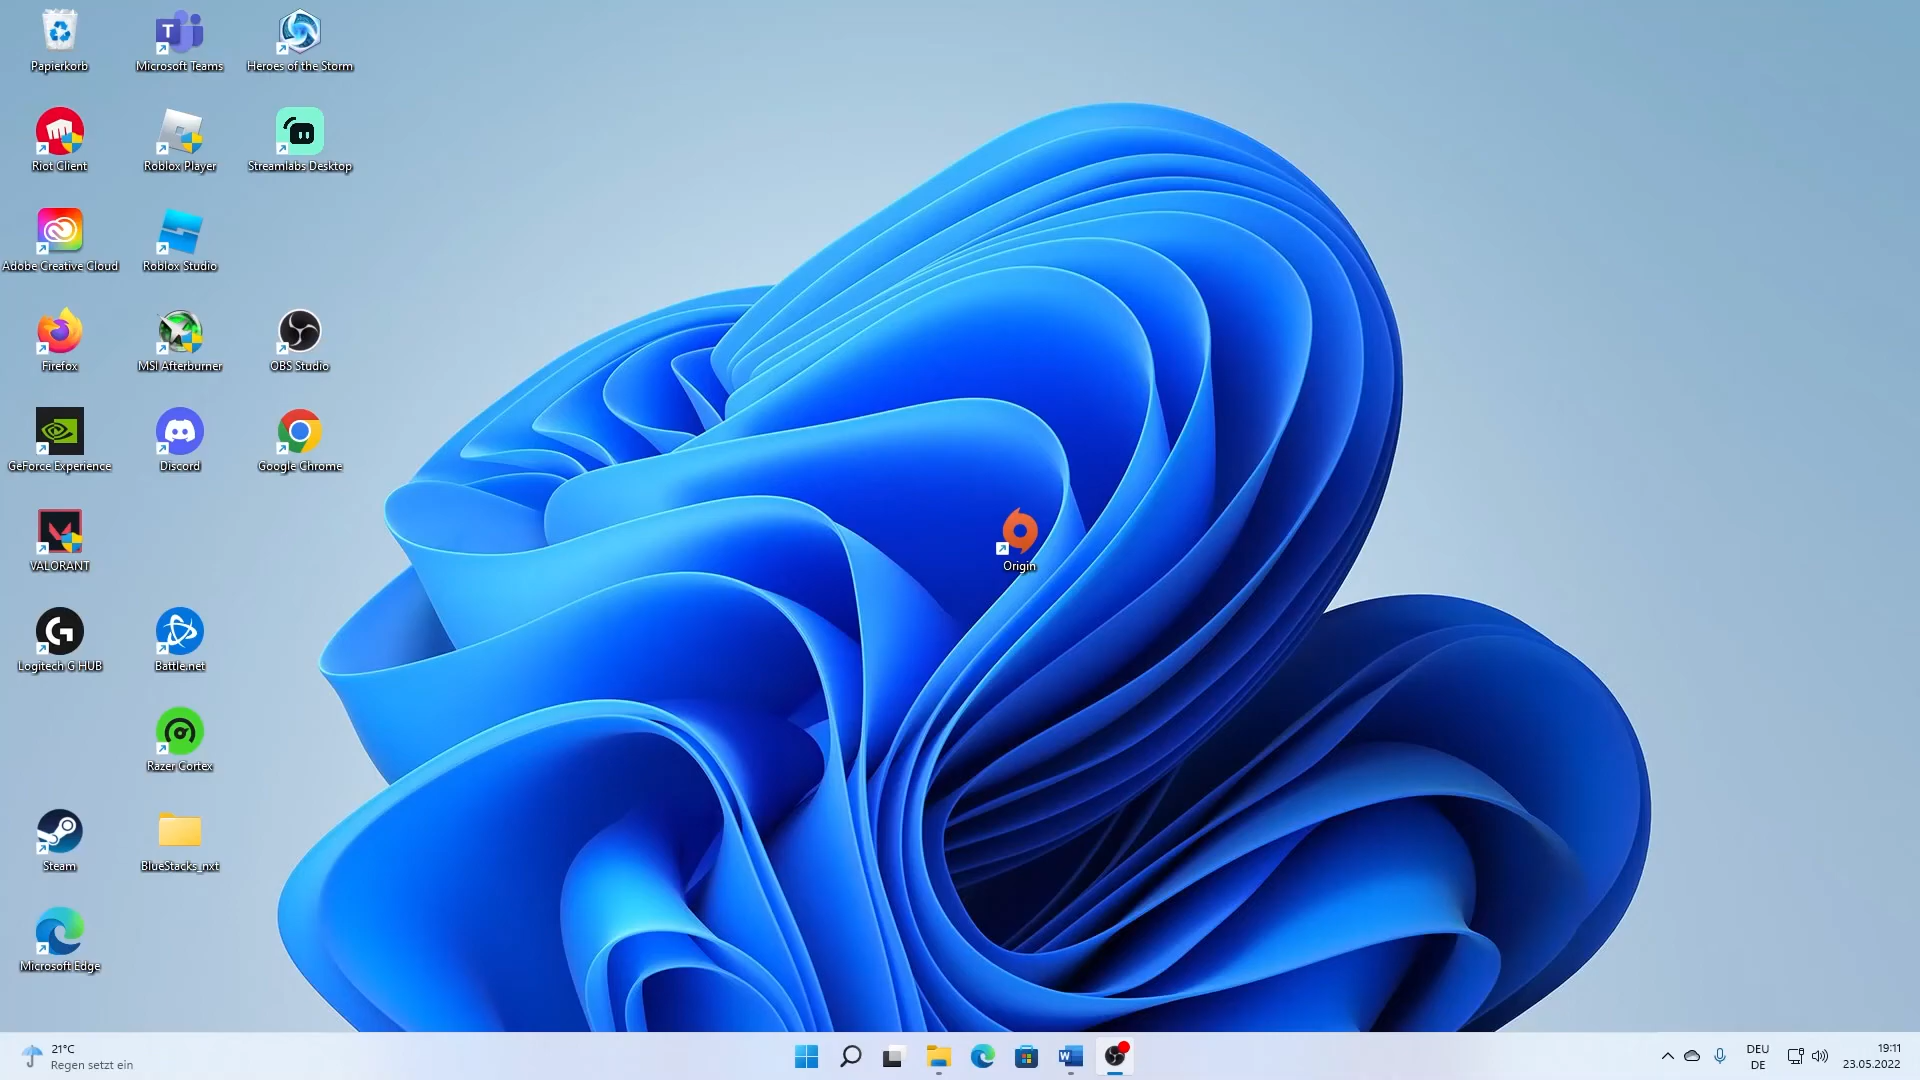 Papierkorb
Microsoft Teams
Heroes of the Storm
Riot Client
Roblox Player
Streamlabs Desktop
Adobe Creative Cloud
Roblox Studio
Firefox
MSI Afterburner
OBS Studio
GeForce Experience
Discord
Google Chrome
VALORANT
Origin
Logitech G HUB
Battle.net
Razer Cortex
Steam
BlueStacks_nxt
Microsoft Edge
21°C
Regen setzt ein
DEU
DE
19:11
23.05.2022